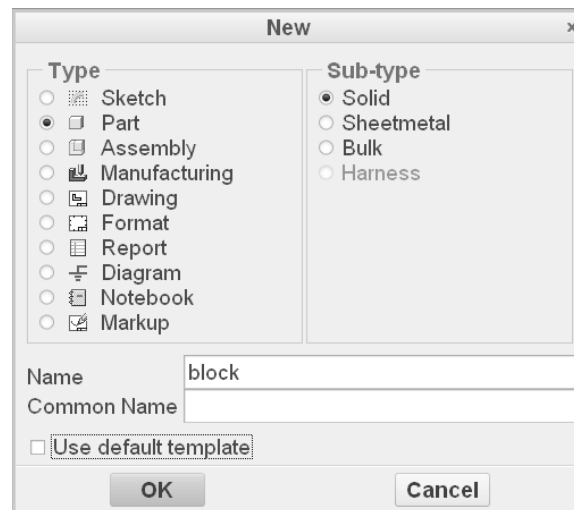 New
Type
Sketch
Part
Assembly
Manufacturing
Drawing
Format
Report
Diagram
Notebook
Markup
Sub-type
Solid
Sheetmetal
Bulk
Harness
Name block
Common Name
Use default template
OK Cancel